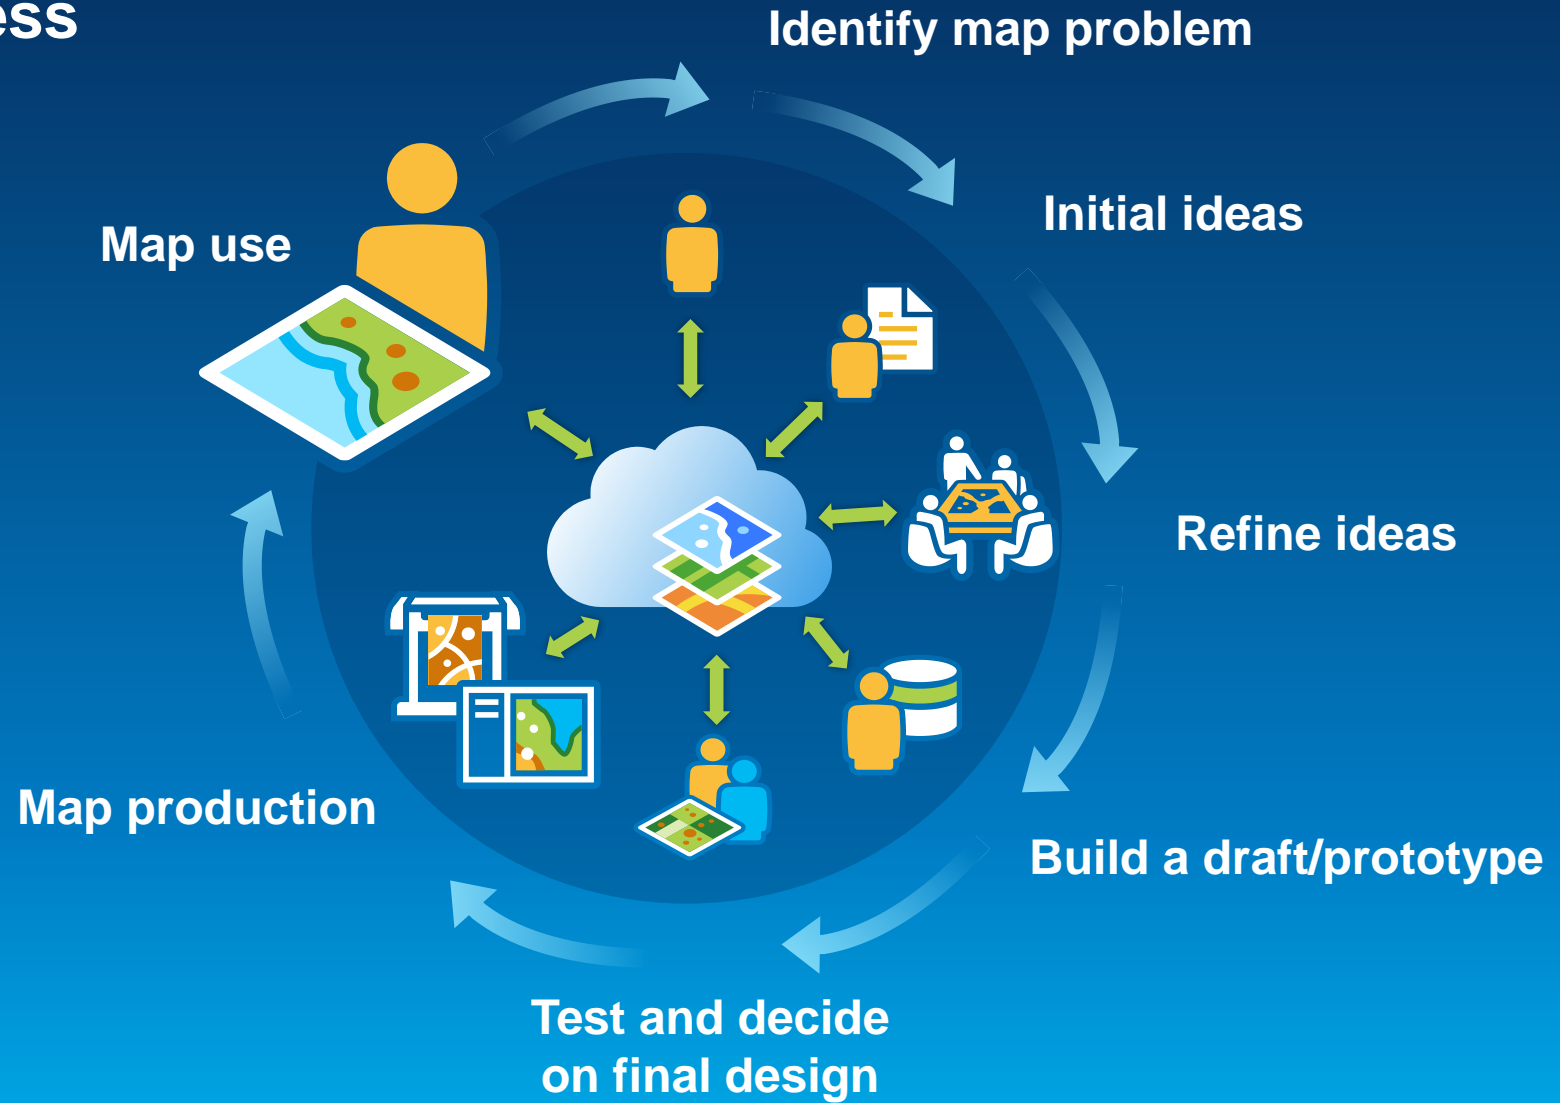 ess
Identify map problem
Initial ideas
Map use
Refine ideas
Map production
Build a draft/prototype
Test and decide
on final design